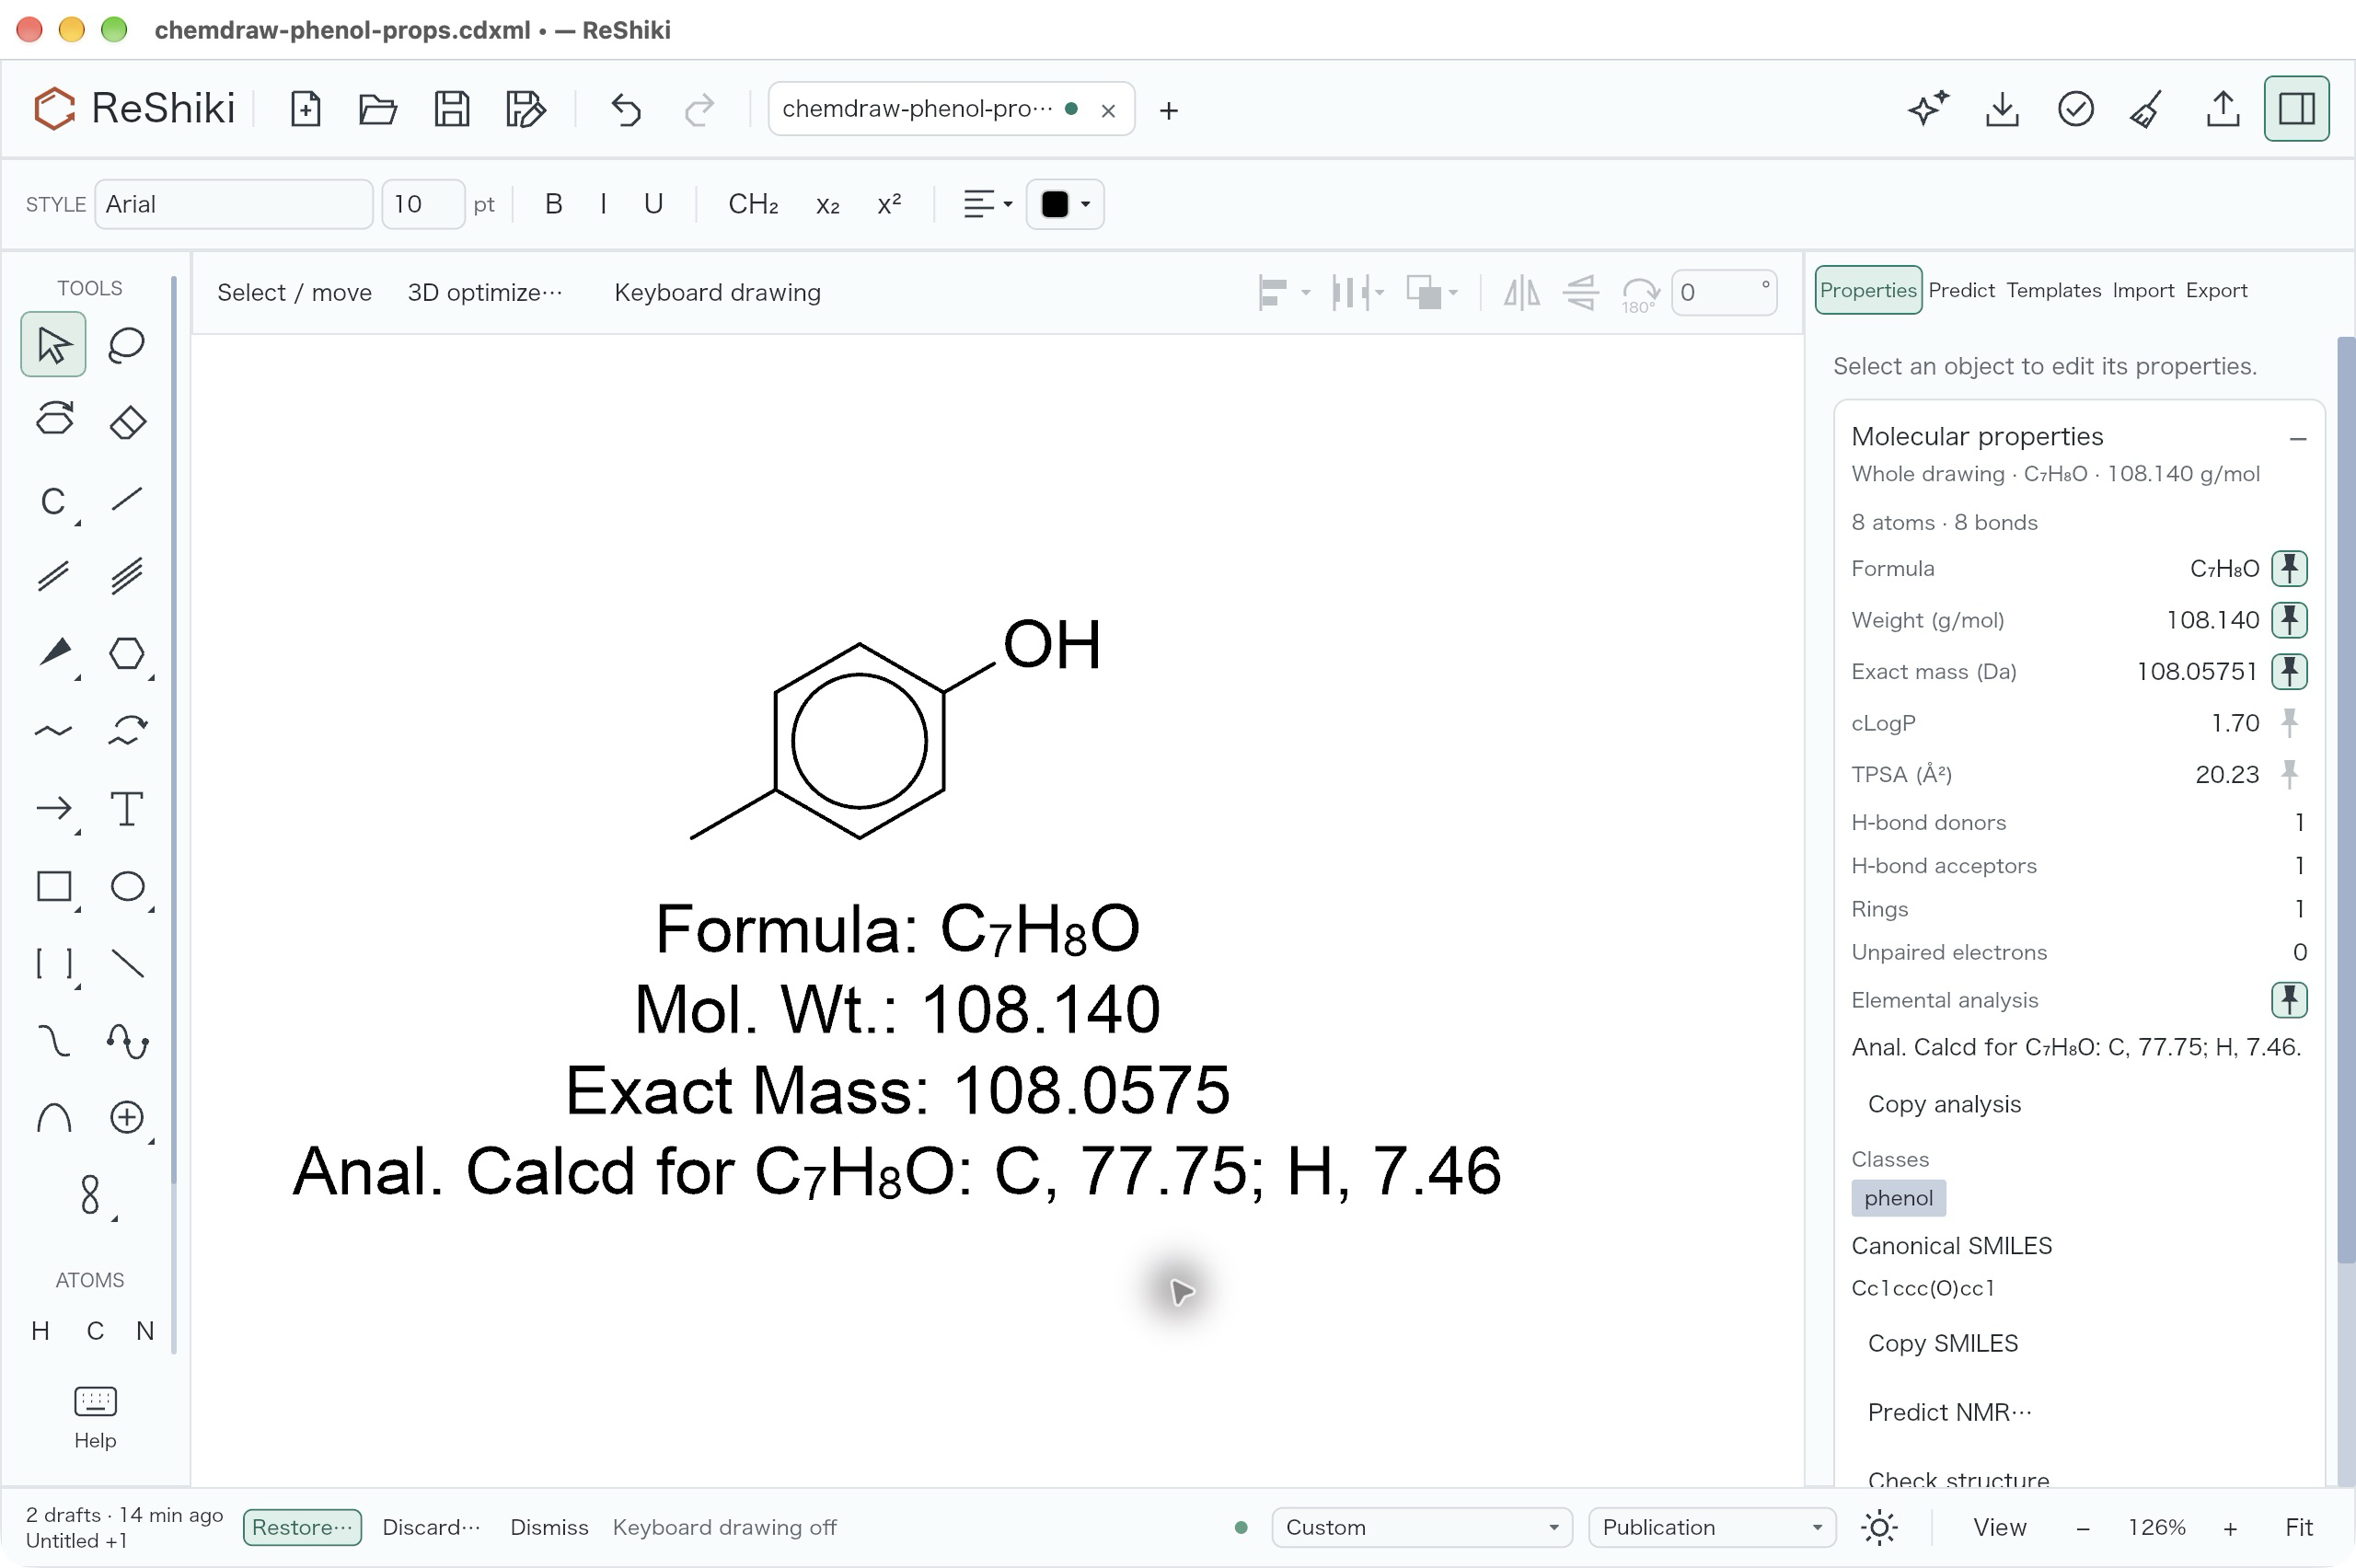 chemdraw-phenol-props.cdxml • — ReShiki
ReShiki
chemdraw-phenol-pro⋯ ● × +
STYLE Arial 10 pt B I U CH₂ x₂ x²
TOOLS
Select / move 3D optimize⋯ Keyboard drawing
180° 0 °
Properties Predict Templates Import Export
C
T
[ ]
ATOMS
H C N
Help
OH
Formula: C₇H₈O
Mol. Wt.: 108.140
Exact Mass: 108.0575
Anal. Calcd for C₇H₈O: C, 77.75; H, 7.46
Select an object to edit its properties.
Molecular properties –
Whole drawing · C₇H₈O · 108.140 g/mol
8 atoms · 8 bonds
Formula C₇H₈O
Weight (g/mol) 108.140
Exact mass (Da) 108.05751
cLogP 1.70
TPSA (Å²) 20.23
H-bond donors 1
H-bond acceptors 1
Rings 1
Unpaired electrons 0
Elemental analysis
Anal. Calcd for C₇H₈O: C, 77.75; H, 7.46.
Copy analysis
Classes
phenol
Canonical SMILES
Cc1ccc(O)cc1
Copy SMILES
Predict NMR⋯
Check structure
2 drafts · 14 min ago
Untitled +1
Restore⋯ Discard⋯ Dismiss Keyboard drawing off
Custom Publication View – 126% + Fit